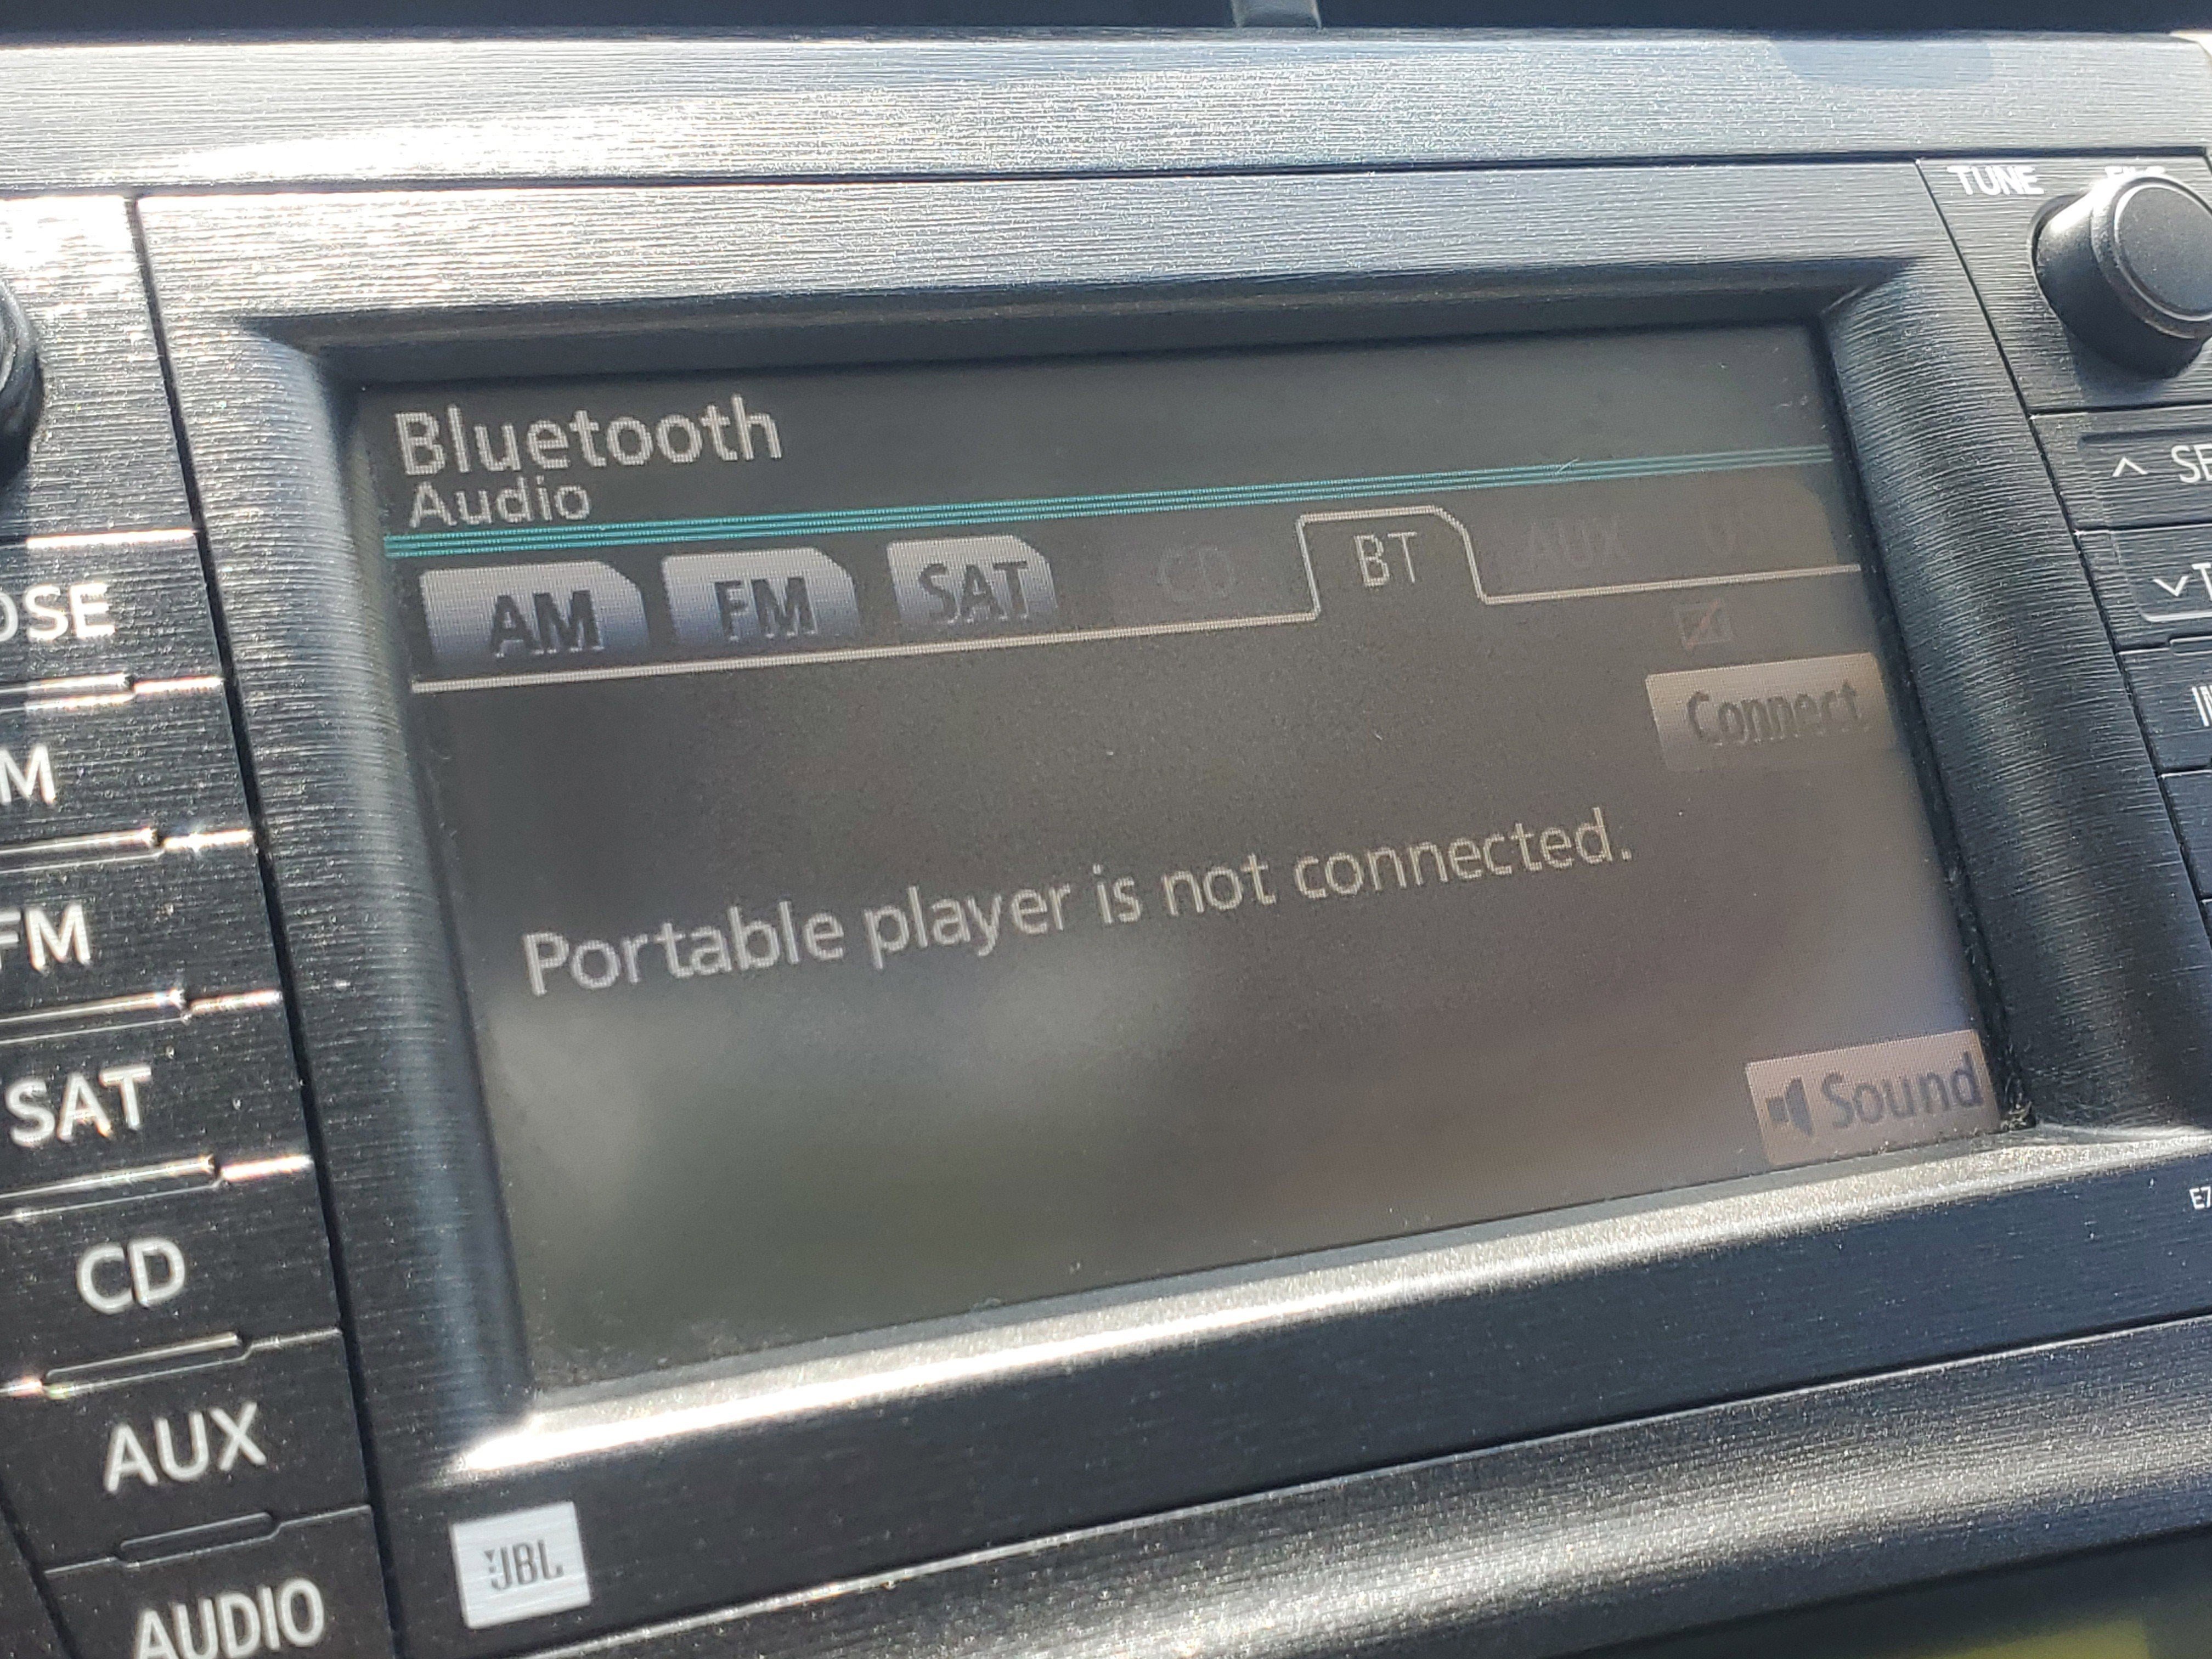 TUNE
Bluetooth
Audio
AM FM SAT CD BT AUX
Connect
Portable player is not connected.
Sound
OSE
M
FM
SAT
CD
AUX
AUDIO
JBL
SE
E7